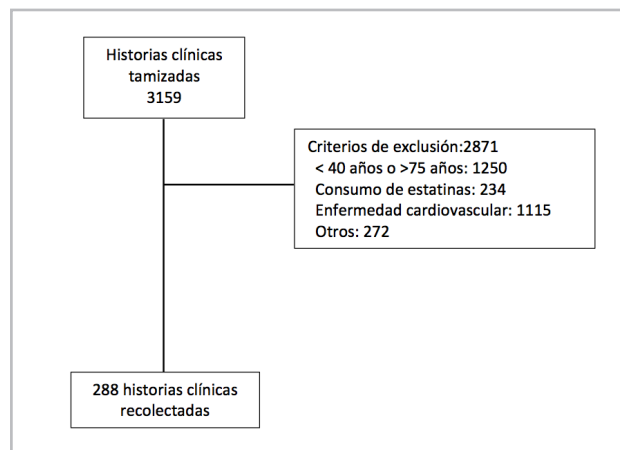 Historias clínicas
tamizadas
3159
Criterios de exclusión:2871
< 40 años o >75 años: 1250
Consumo de estatinas: 234
Enfermedad cardiovascular: 1115
Otros: 272
288 historias clínicas
recolectadas